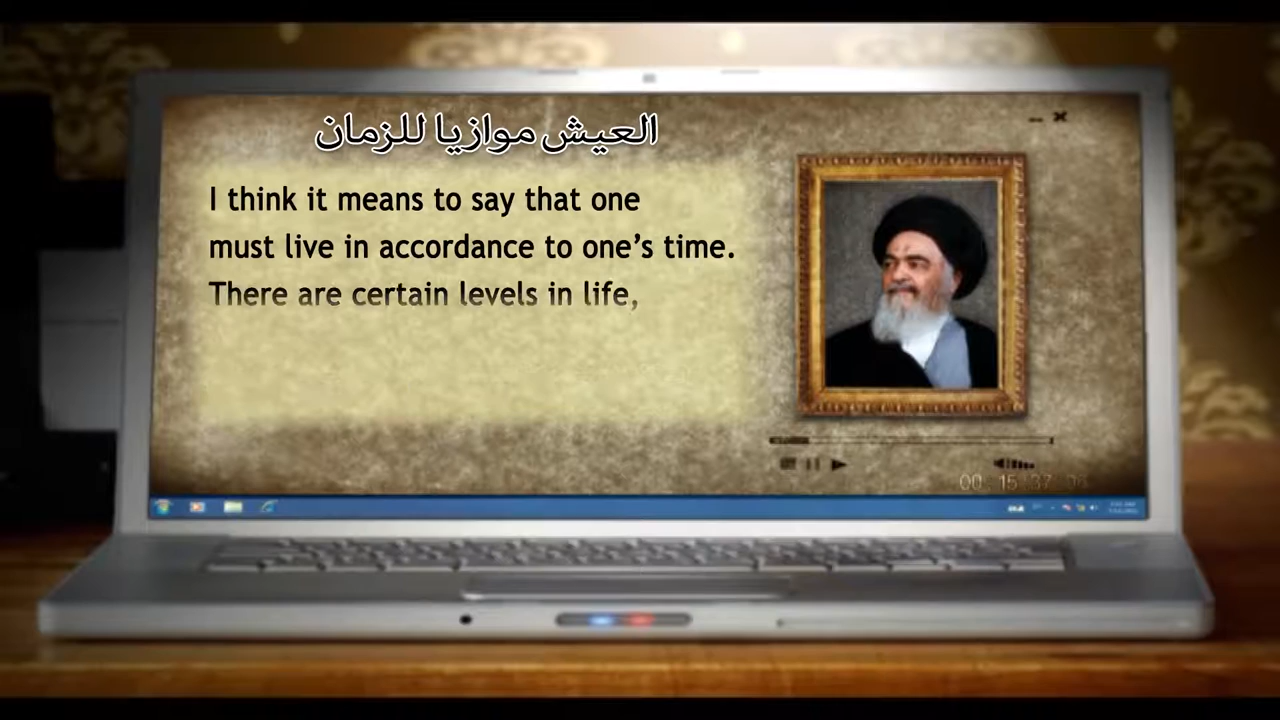 العيش موازيا للزمان
I think it means to say that one
must live in accordance to one's time.
There are certain levels in life,